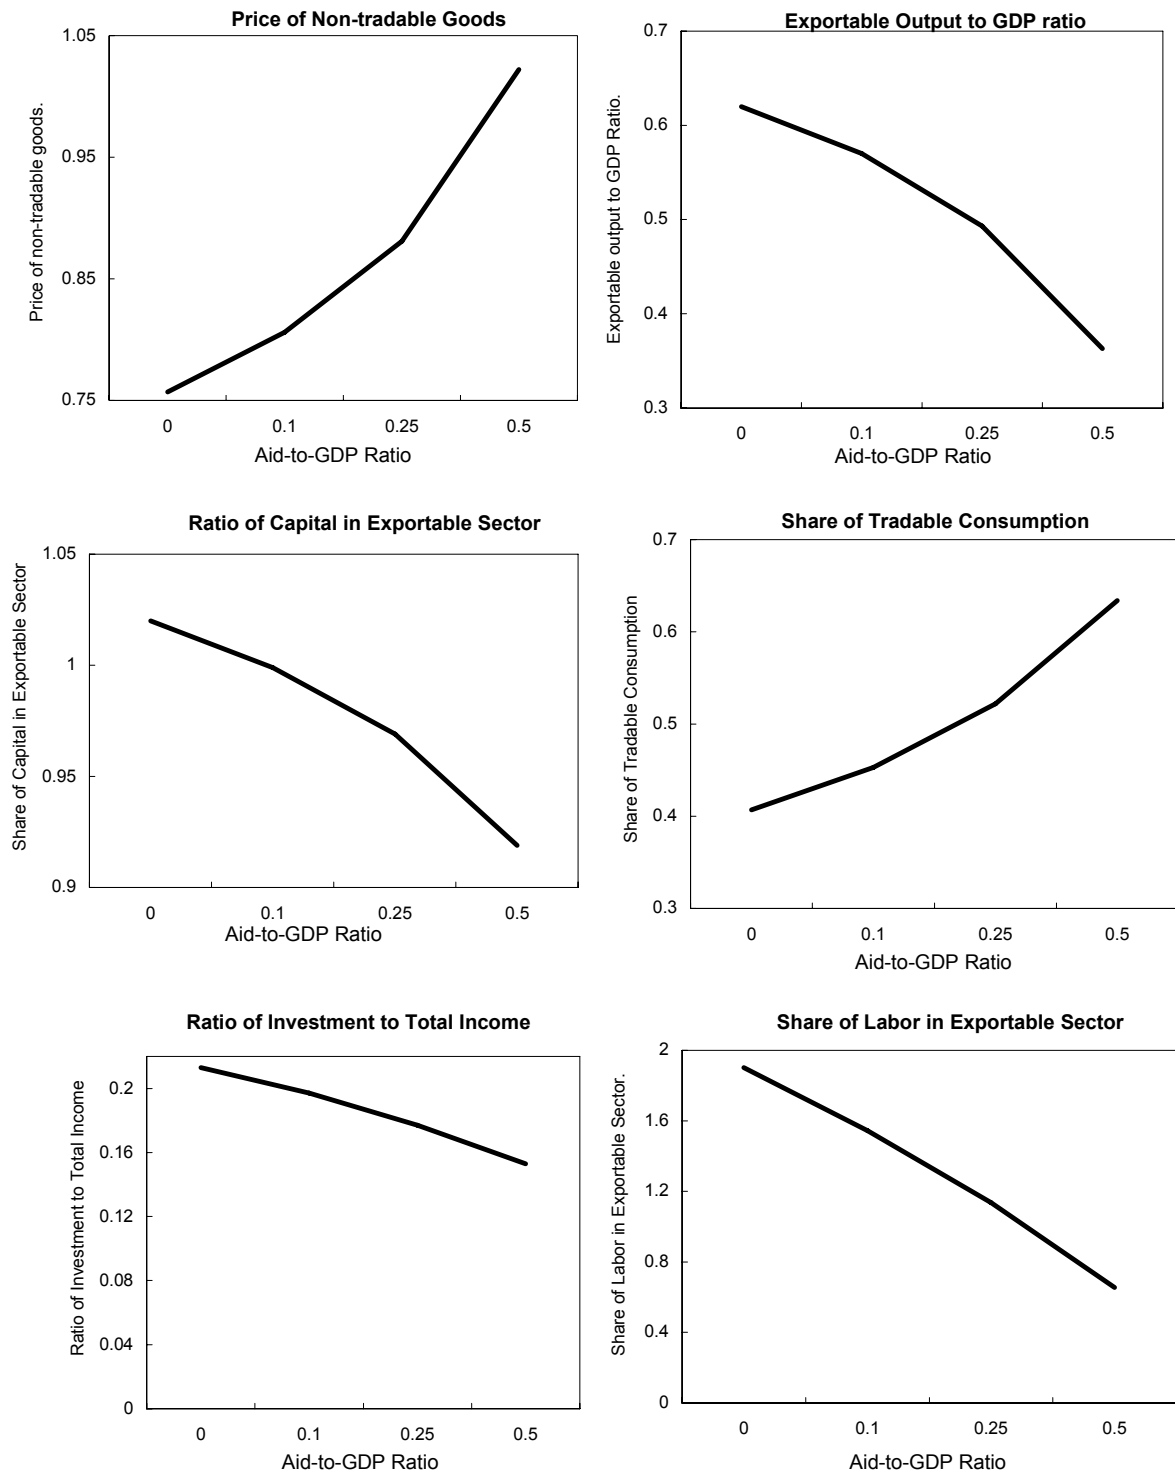 Price of Non-tradable Goods
Price of non-tradable goods.
1.05
0.95
0.85
0.75
0 0.1 0.25 0.5
Aid-to-GDP Ratio
Exportable Output to GDP ratio
Exportable output to GDP Ratio.
0.7
0.6
0.5
0.4
0.3
0 0.1 0.25 0.5
Aid-to-GDP Ratio
Ratio of Capital in Exportable Sector
Share of Capital in Exportable Sector
1.05
1
0.95
0.9
0 0.1 0.25 0.5
Aid-to-GDP Ratio
Share of Tradable Consumption
Share of Tradable Consumption
0.7
0.6
0.5
0.4
0.3
0 0.1 0.25 0.5
Aid-to-GDP Ratio
Ratio of Investment to Total Income
Ratio of Investment to Total Income
0.2
0.16
0.12
0.08
0.04
0
0 0.1 0.25 0.5
Aid-to-GDP Ratio
Share of Labor in Exportable Sector
Share of Labor in Exportable Sector.
2
1.6
1.2
0.8
0.4
0
0 0.1 0.25 0.5
Aid-to-GDP Ratio